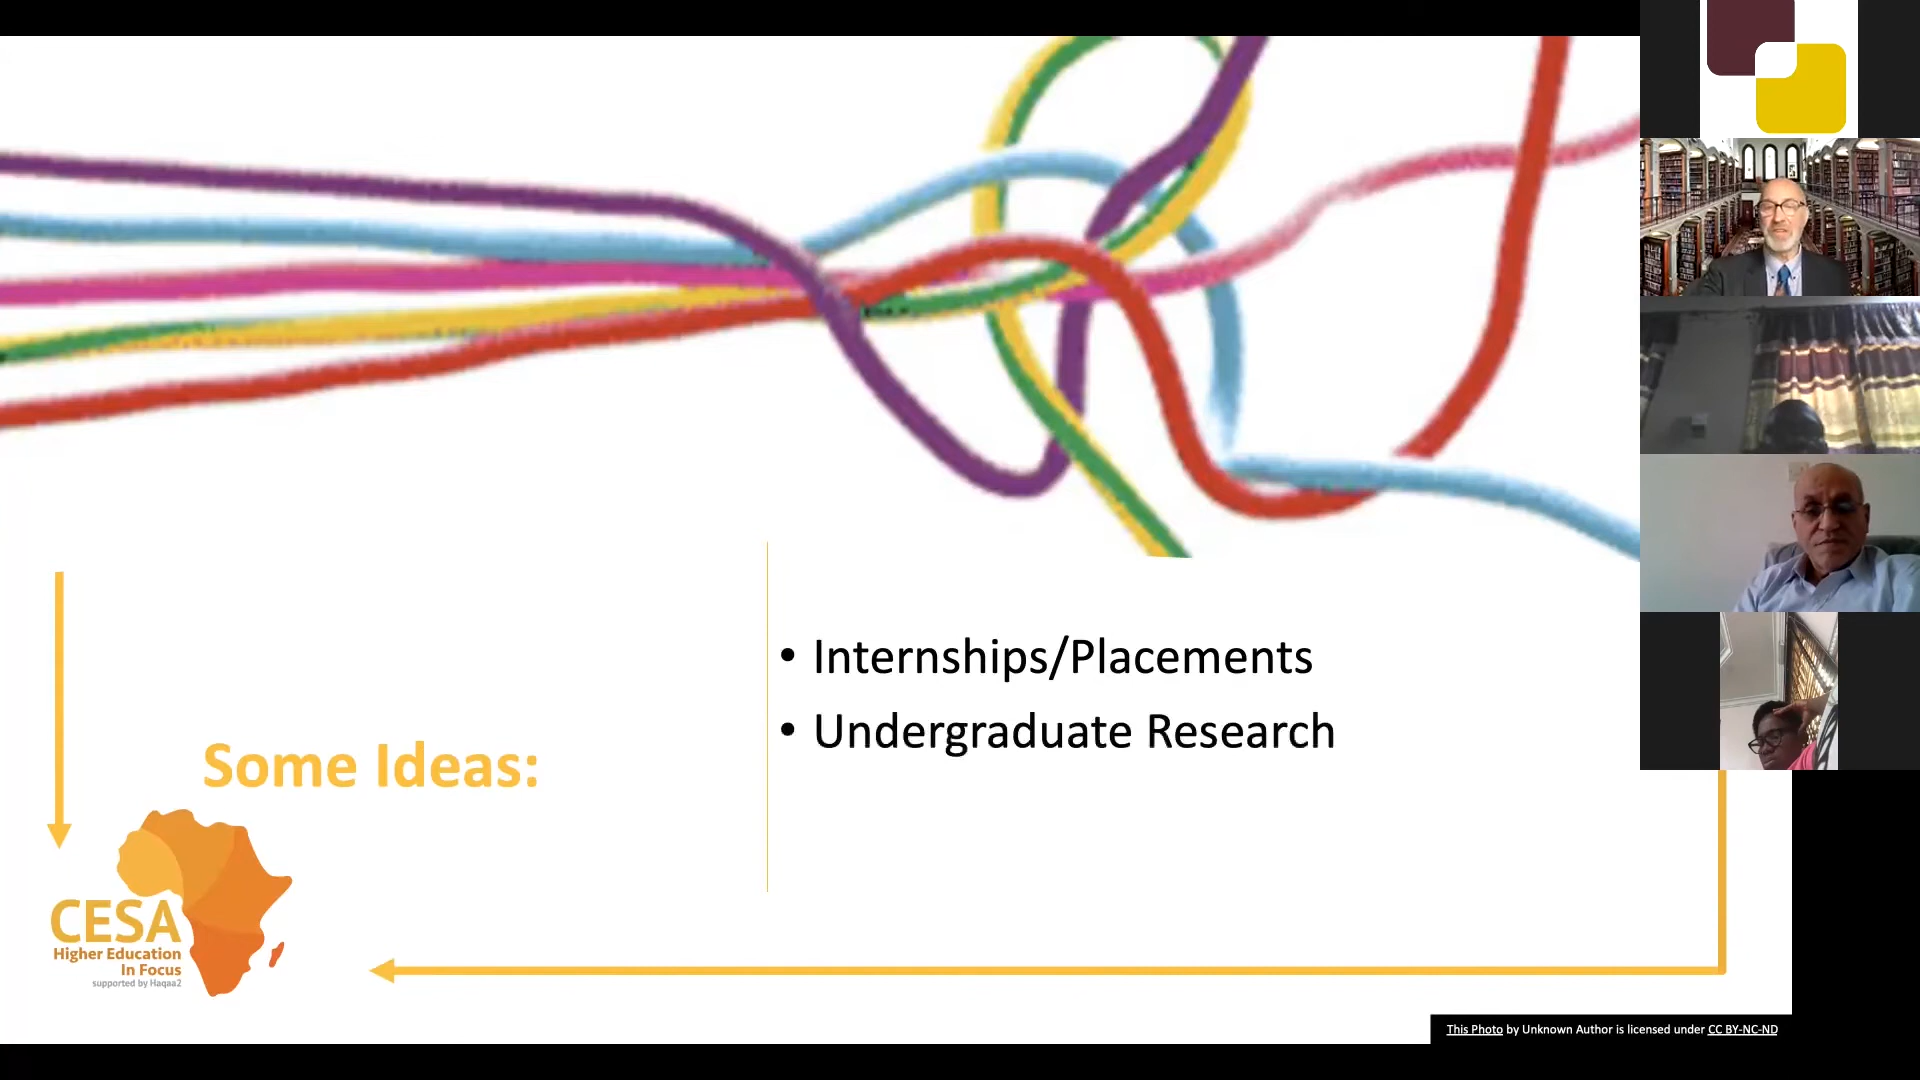 • Internships/Placements
• Undergraduate Research
Some Ideas:
CESA
Higher Education
In Focus
supported by Haqaa2
This Photo by Unknown Author is licensed under CC BY-NC-ND